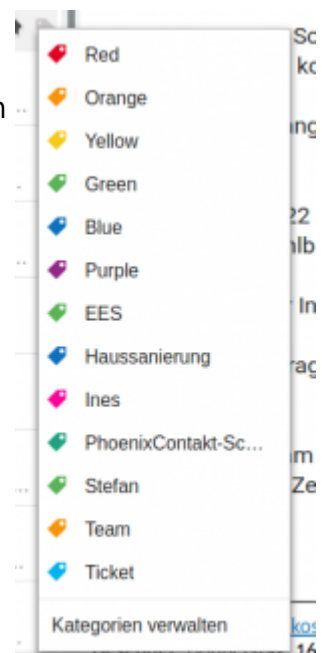 Red
Orange
Yellow
Green
Blue
Purple
EES
Haussanierung
Ines
PhoenixContakt-Sc...
Stefan
Team
Ticket
Kategorien verwalten